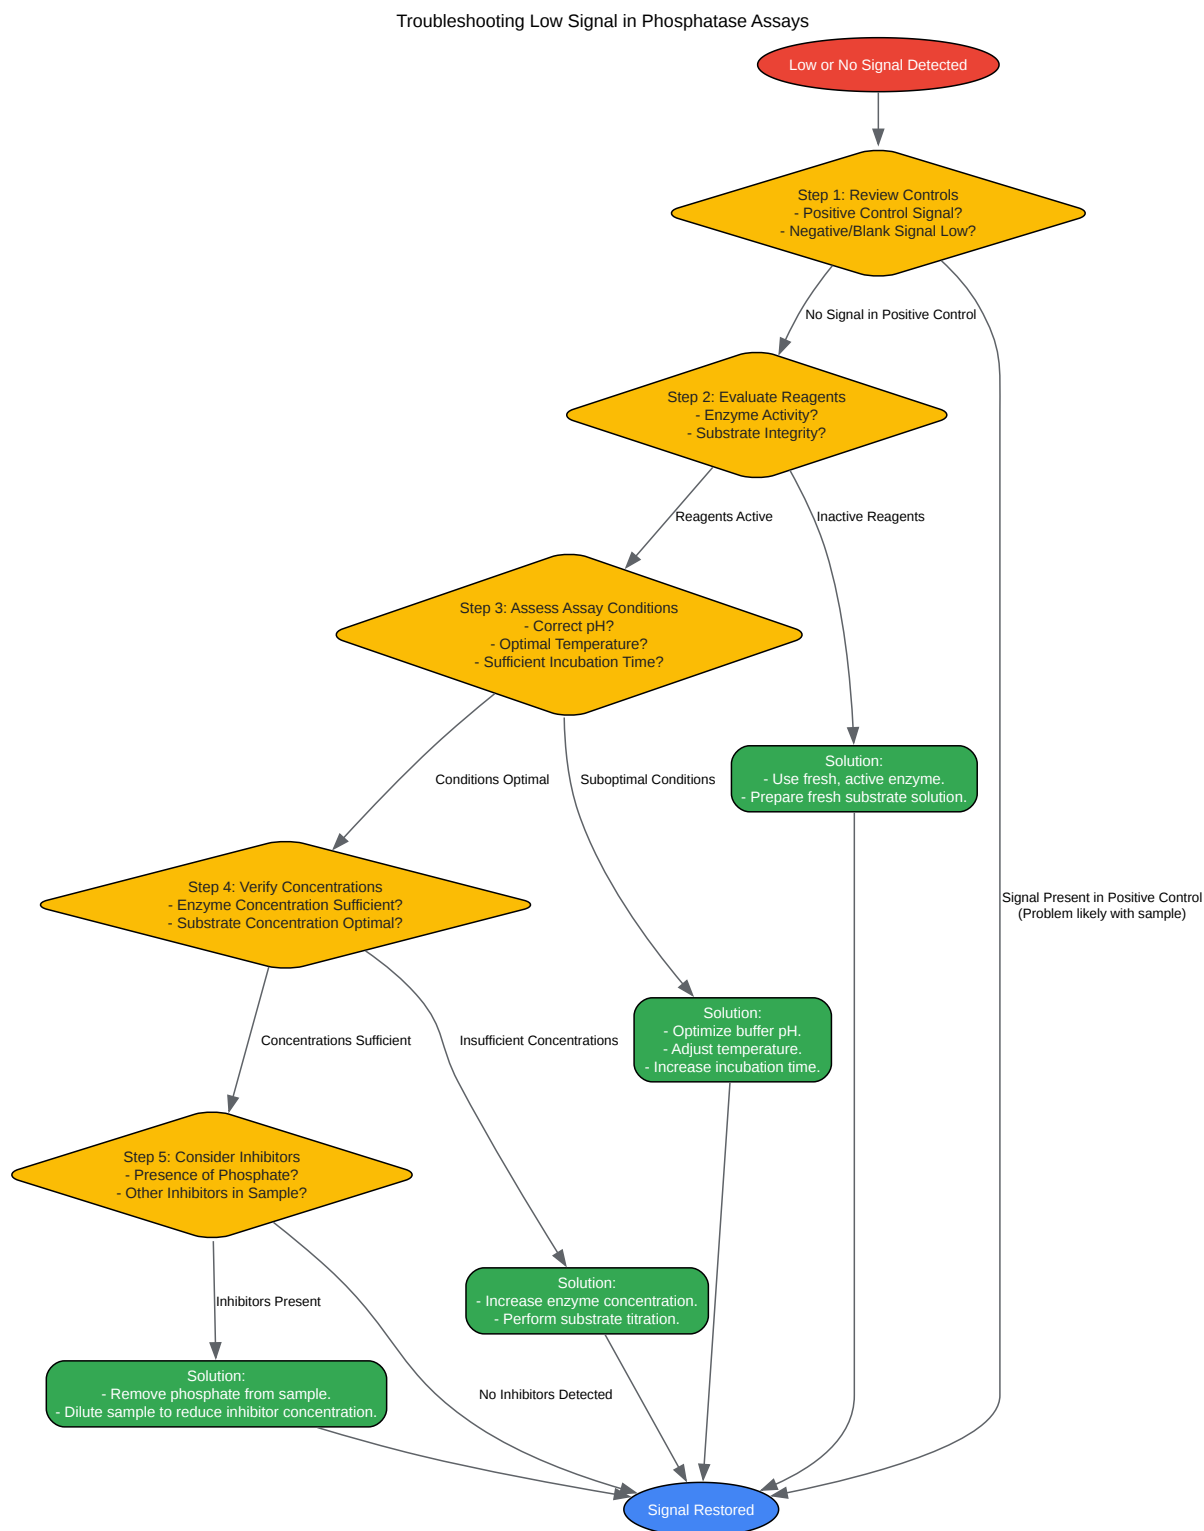 Troubleshooting Low Signal in Phosphatase Assays
Low or No Signal Detected
Step 1: Review Controls
- Positive Control Signal?
- Negative/Blank Signal Low?
No Signal in Positive Control
Step 2: Evaluate Reagents
- Enzyme Activity?
- Substrate Integrity?
Reagents Active
Inactive Reagents
Step 3: Assess Assay Conditions
- Correct pH?
- Optimal Temperature?
- Sufficient Incubation Time?
Conditions Optimal
Suboptimal Conditions
Solution:
- Use fresh, active enzyme.
- Prepare fresh substrate solution.
Step 4: Verify Concentrations
- Enzyme Concentration Sufficient?
- Substrate Concentration Optimal?
Signal Present in Positive Control
(Problem likely with sample)
Concentrations Sufficient
Insufficient Concentrations
Solution:
- Optimize buffer pH.
- Adjust temperature.
- Increase incubation time.
Step 5: Consider Inhibitors
- Presence of Phosphate?
- Other Inhibitors in Sample?
Inhibitors Present
Solution:
- Increase enzyme concentration.
- Perform substrate titration.
Solution:
- Remove phosphate from sample.
- Dilute sample to reduce inhibitor concentration.
No Inhibitors Detected
Signal Restored